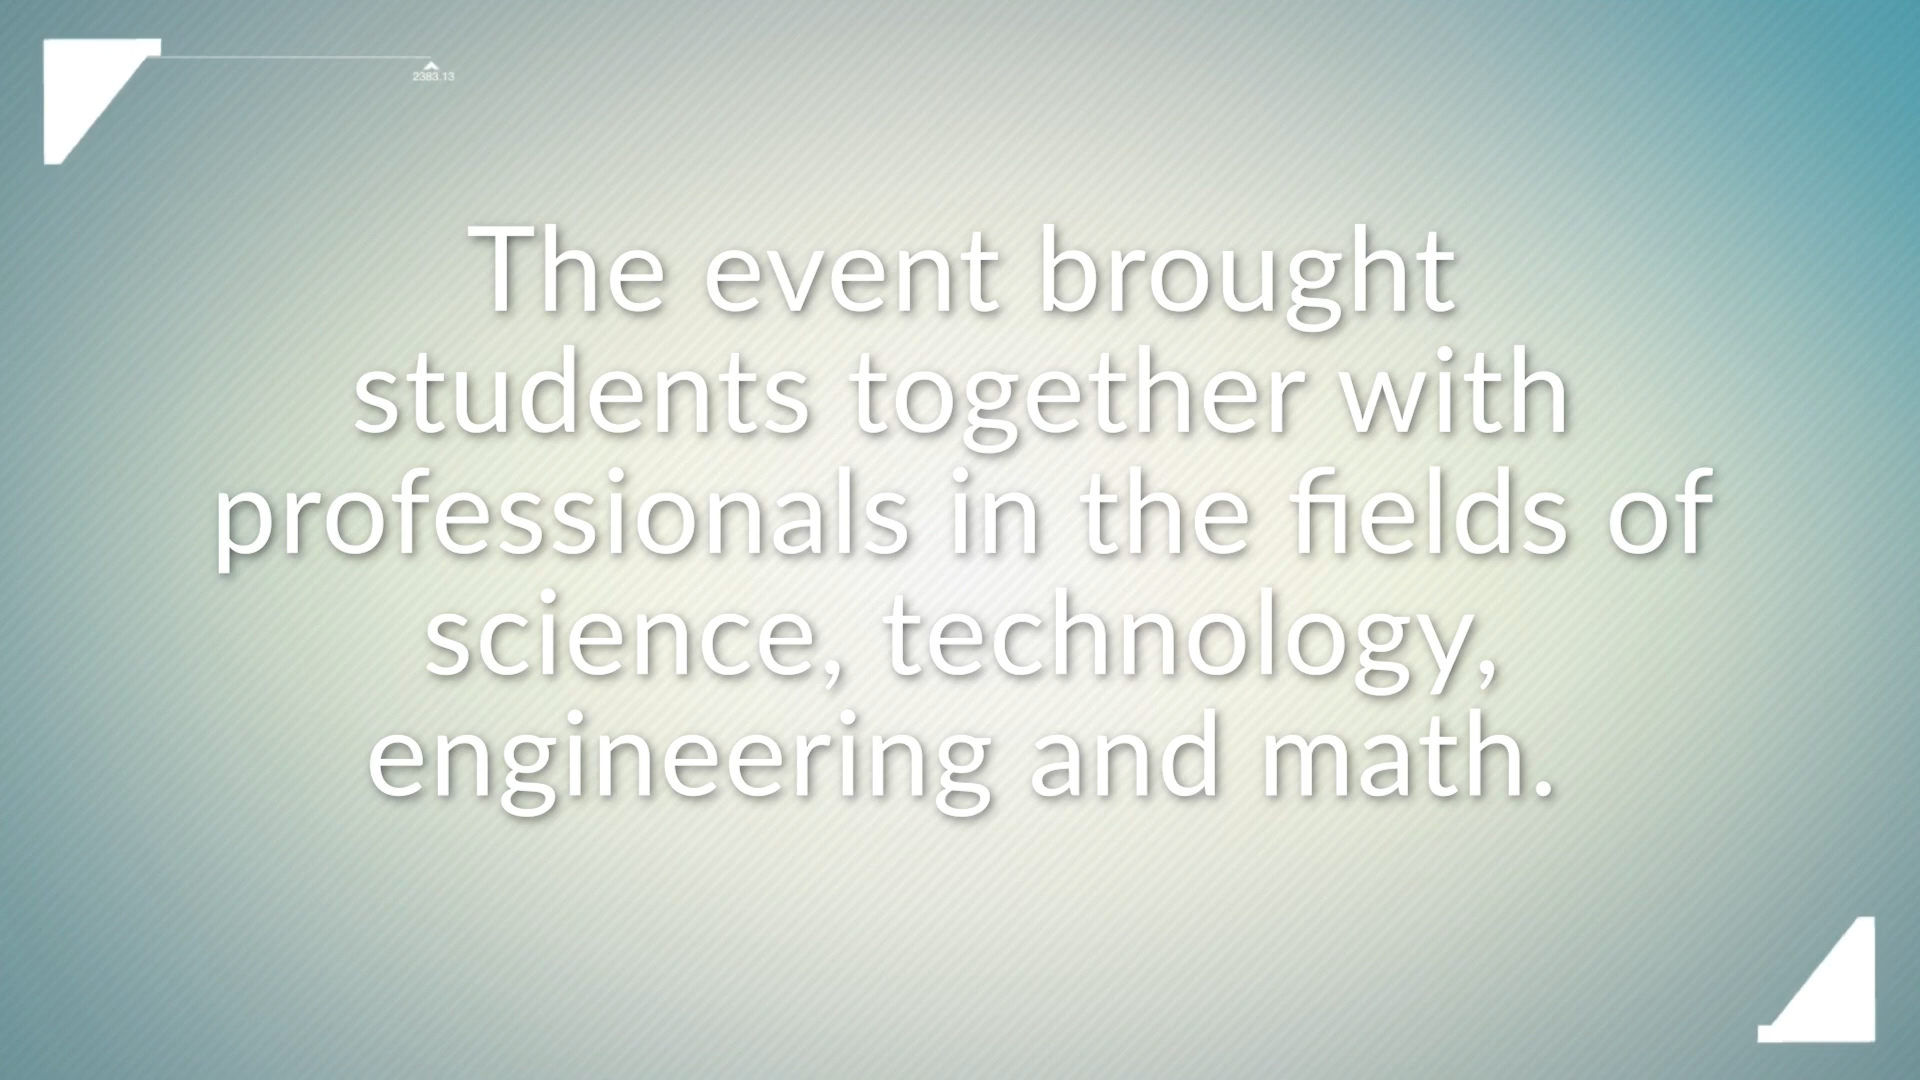 2383.13
The event brought
students together with
professionals in the fields of
science, technology,
engineering and math.